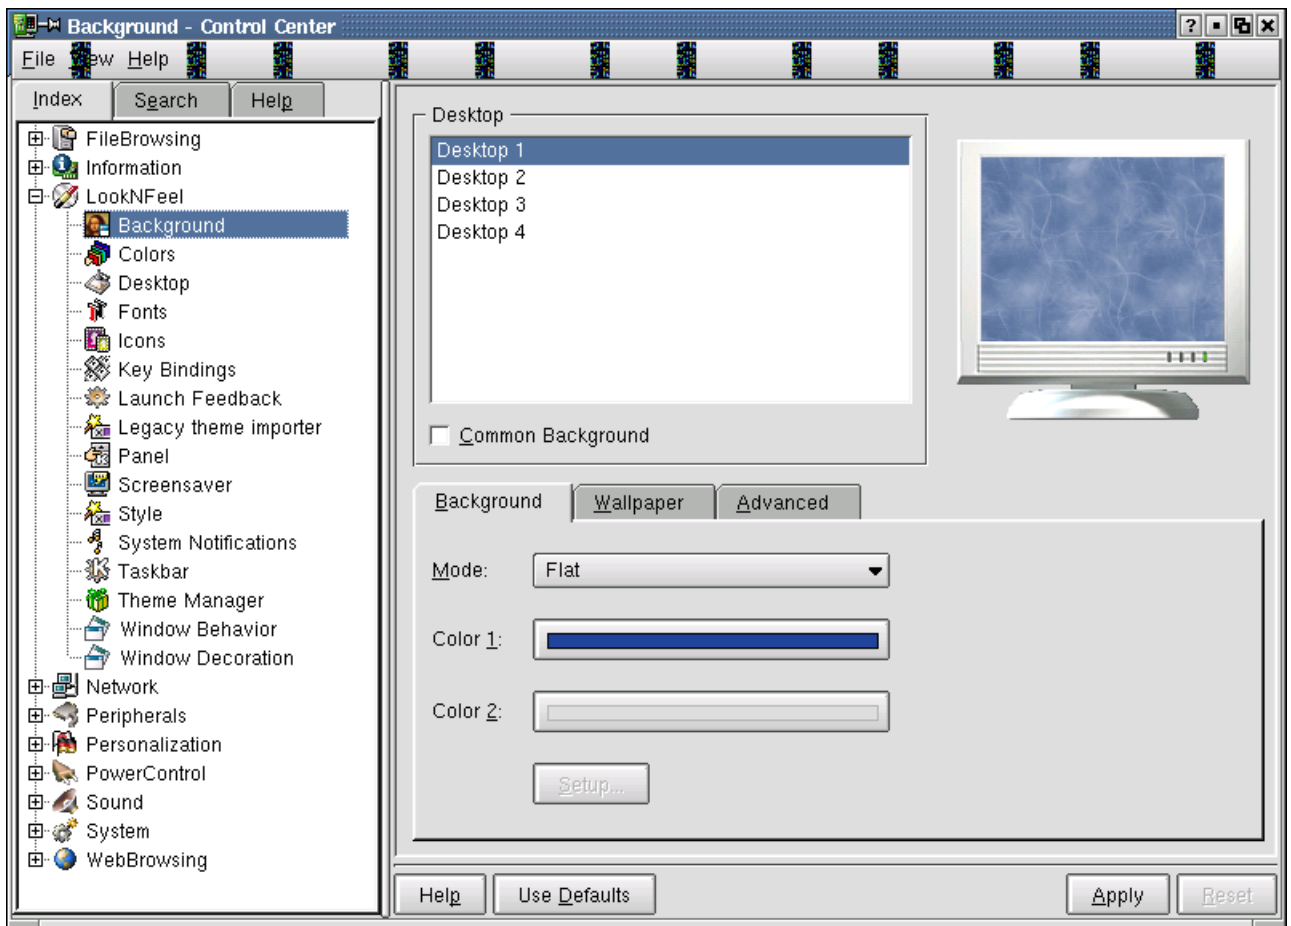 Background - Control Center
File View Help
Index Search Help
FileBrowsing
Information
LookNFeel
Background
Colors
Desktop
Fonts
Icons
Key Bindings
Launch Feedback
Legacy theme importer
Panel
Screensaver
Style
System Notifications
Taskbar
Theme Manager
Window Behavior
Window Decoration
Network
Peripherals
Personalization
PowerControl
Sound
System
WebBrowsing
Desktop
Desktop 1
Desktop 2
Desktop 3
Desktop 4
Common Background
Background Wallpaper Advanced
Mode: Flat
Color 1:
Color 2:
Setup...
Help Use Defaults Apply Reset